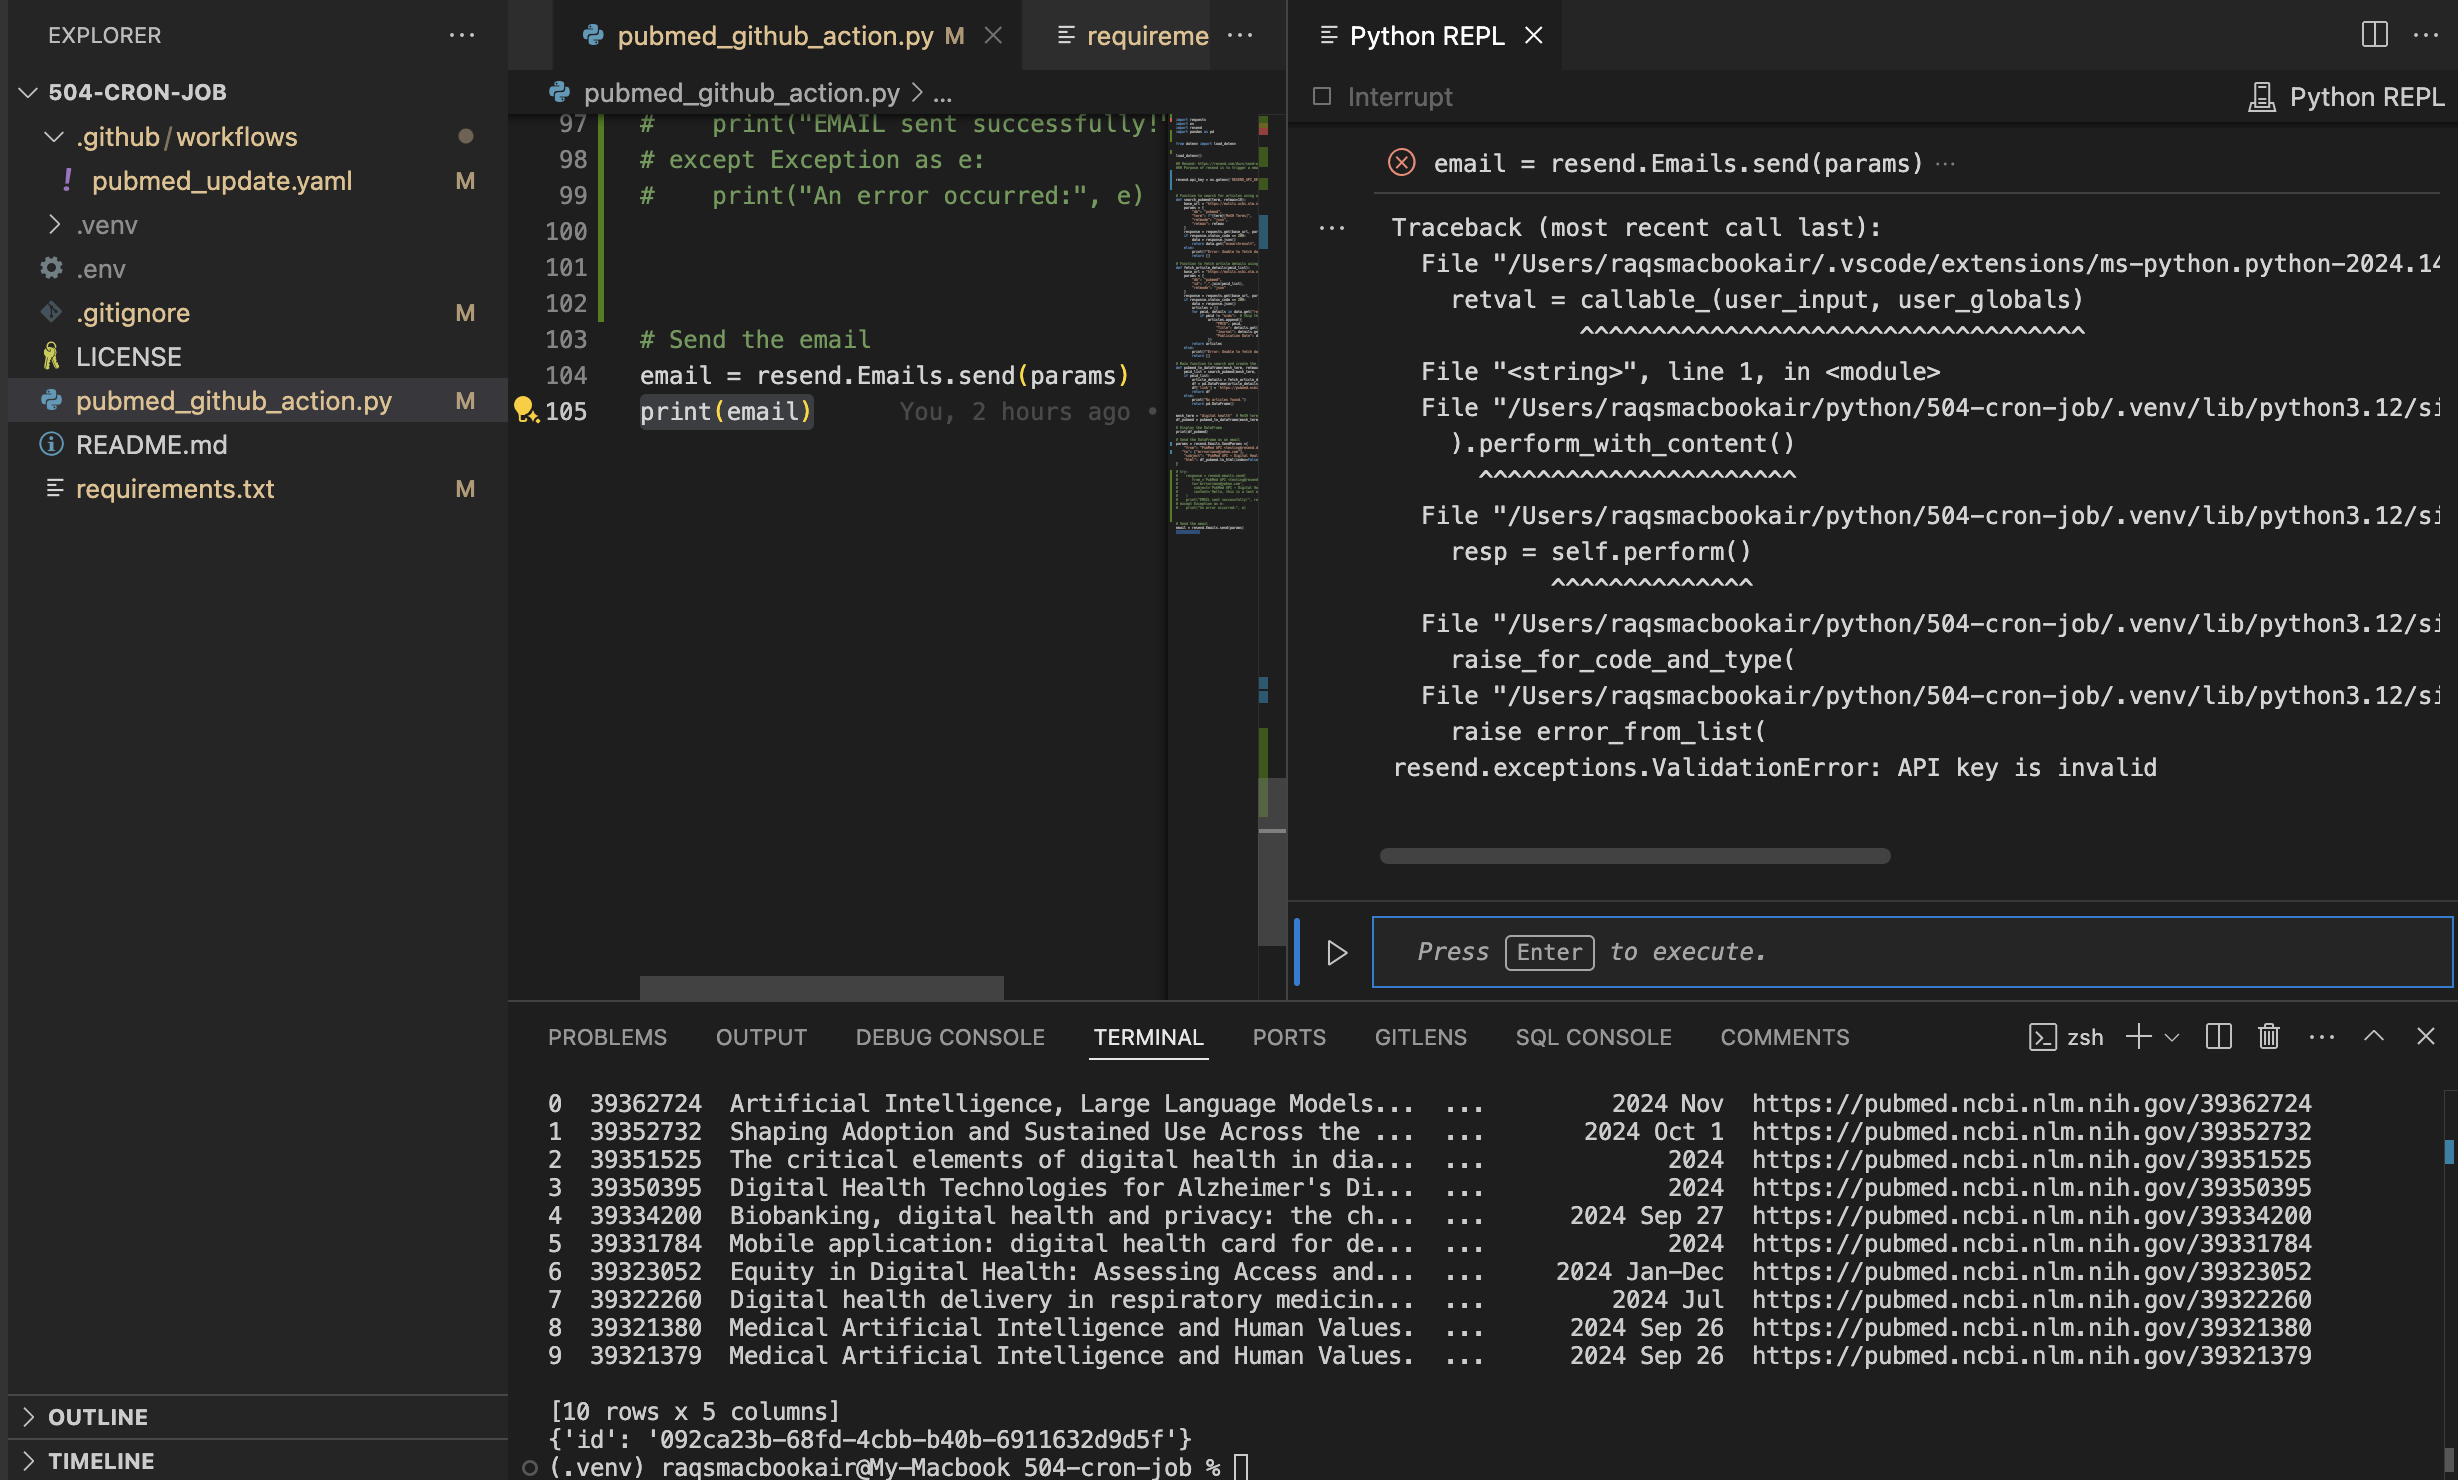 EXPLORER
504-CRON-JOB
.github/workflows
pubmed_update.yaml M
.venv
.env
.gitignore M
LICENSE
pubmed_github_action.py M
README.md
requirements.txt M
OUTLINE
TIMELINE
pubmed_github_action.py M
requireme
pubmed_github_action.py > ...
97 #    print("EMAIL sent successfully!"
98 # except Exception as e:
99 #    print("An error occurred:", e)
100
101
102
103 # Send the email
104 email = resend.Emails.send(params)
105 print(email) You, 2 hours ago •
Python REPL
Interrupt
Python REPL
email = resend.Emails.send(params) ...
Traceback (most recent call last):
  File "/Users/raqsmacbookair/.vscode/extensions/ms-python.python-2024.14
    retval = callable_(user_input, user_globals)
             ^^^^^^^^^^^^^^^^^^^^^^^^^^^^^^^^^^^
  File "<string>", line 1, in <module>
  File "/Users/raqsmacbookair/python/504-cron-job/.venv/lib/python3.12/si
    ).perform_with_content()
      ^^^^^^^^^^^^^^^^^^^^^^
  File "/Users/raqsmacbookair/python/504-cron-job/.venv/lib/python3.12/si
    resp = self.perform()
           ^^^^^^^^^^^^^^
  File "/Users/raqsmacbookair/python/504-cron-job/.venv/lib/python3.12/si
    raise_for_code_and_type(
  File "/Users/raqsmacbookair/python/504-cron-job/.venv/lib/python3.12/si
    raise error_from_list(
resend.exceptions.ValidationError: API key is invalid
Press Enter to execute.
PROBLEMS OUTPUT DEBUG CONSOLE TERMINAL PORTS GITLENS SQL CONSOLE COMMENTS
zsh
0 39362724 Artificial Intelligence, Large Language Models... ... 2024 Nov https://pubmed.ncbi.nlm.nih.gov/39362724
1 39352732 Shaping Adoption and Sustained Use Across the ... ... 2024 Oct 1 https://pubmed.ncbi.nlm.nih.gov/39352732
2 39351525 The critical elements of digital health in dia... ... 2024 https://pubmed.ncbi.nlm.nih.gov/39351525
3 39350395 Digital Health Technologies for Alzheimer's Di... ... 2024 https://pubmed.ncbi.nlm.nih.gov/39350395
4 39334200 Biobanking, digital health and privacy: the ch... ... 2024 Sep 27 https://pubmed.ncbi.nlm.nih.gov/39334200
5 39331784 Mobile application: digital health card for de... ... 2024 https://pubmed.ncbi.nlm.nih.gov/39331784
6 39323052 Equity in Digital Health: Assessing Access and... ... 2024 Jan-Dec https://pubmed.ncbi.nlm.nih.gov/39323052
7 39322260 Digital health delivery in respiratory medicin... ... 2024 Jul https://pubmed.ncbi.nlm.nih.gov/39322260
8 39321380 Medical Artificial Intelligence and Human Values. ... 2024 Sep 26 https://pubmed.ncbi.nlm.nih.gov/39321380
9 39321379 Medical Artificial Intelligence and Human Values. ... 2024 Sep 26 https://pubmed.ncbi.nlm.nih.gov/39321379
[10 rows x 5 columns]
{'id': '092ca23b-68fd-4cbb-b40b-6911632d9d5f'}
(.venv) raqsmacbookair@My-Macbook 504-cron-job %